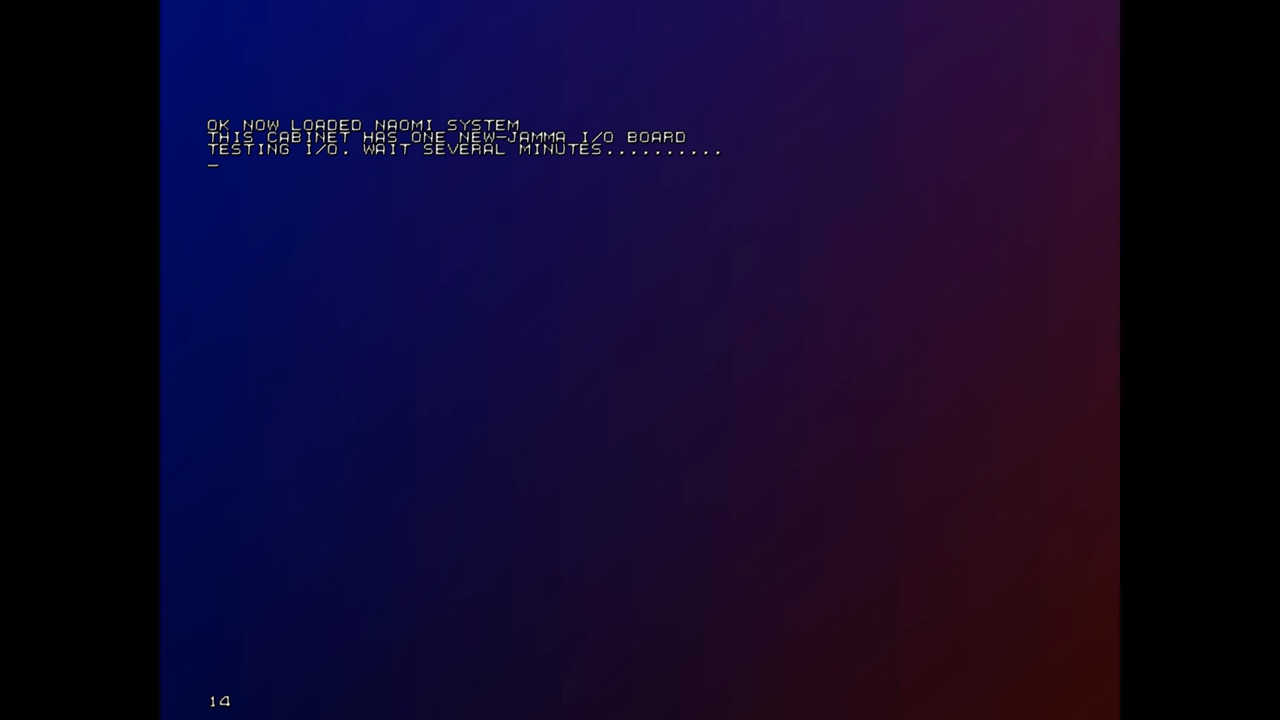 OK NOW LOADED NAOMI SYSTEM
THIS CABINET HAS ONE NEW-JAMMA I/O BOARD
TESTING I/O. WAIT SEVERAL MINUTES..........
_
14